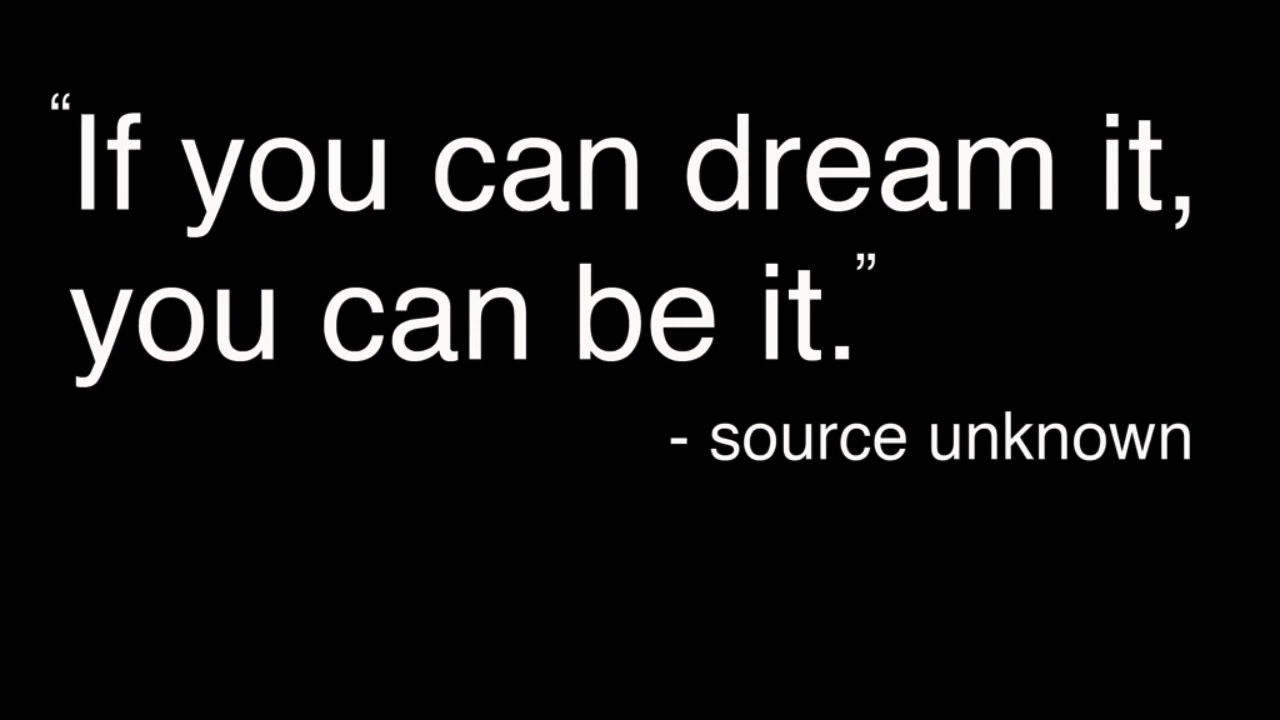 “If you can dream it,
you can be it.”
- source unknown